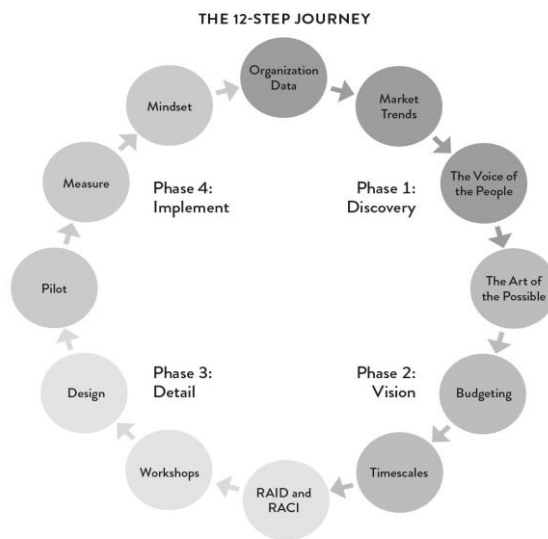 THE 12-STEP JOURNEY
Organization
Data
Market
Trends
The Voice of
the People
The Art of
the Possible
Budgeting
Timescales
RAID and
RACI
Workshops
Design
Pilot
Measure
Mindset
Phase 1:
Discovery
Phase 2:
Vision
Phase 3:
Detail
Phase 4:
Implement